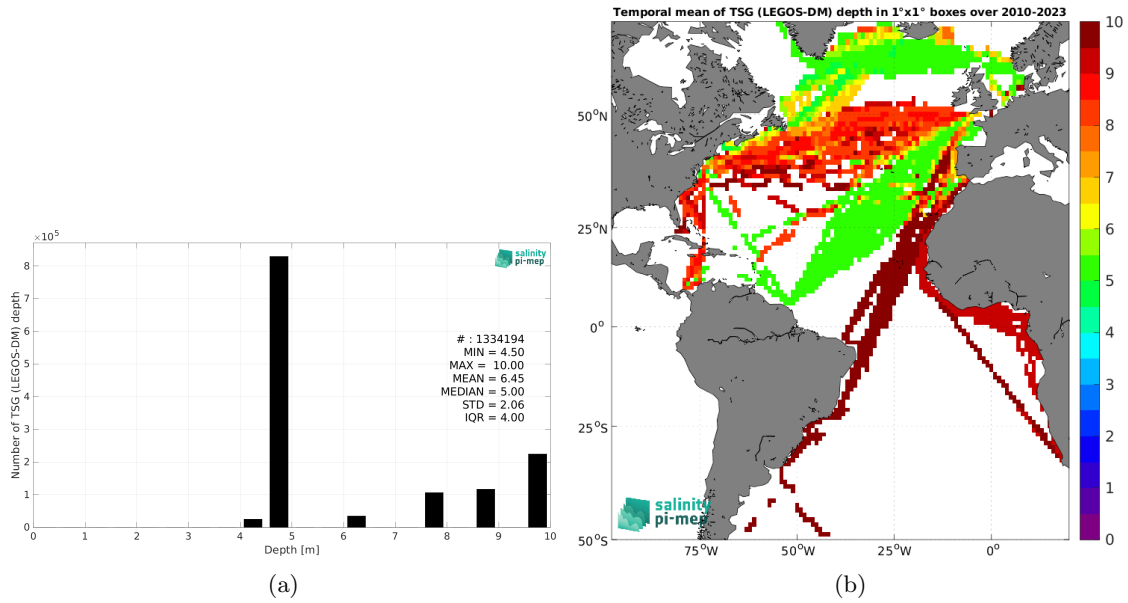 ×10⁵
8
7
6
5
4
3
2
1
0
Number of TSG (LEGOS-DM) depth
0 1 2 3 4 5 6 7 8 9 10
Depth [m]
salinity
pi-mep
# : 1334194
MIN = 4.50
MAX = 10.00
MEAN = 6.45
MEDIAN = 5.00
STD = 2.06
IQR = 4.00
(a)
Temporal mean of TSG (LEGOS-DM) depth in 1°x1° boxes over 2010-2023
50°N
25°N
0°
25°S
50°S
75°W 50°W 25°W 0°
salinity
pi-mep
10
9
8
7
6
5
4
3
2
1
0
(b)